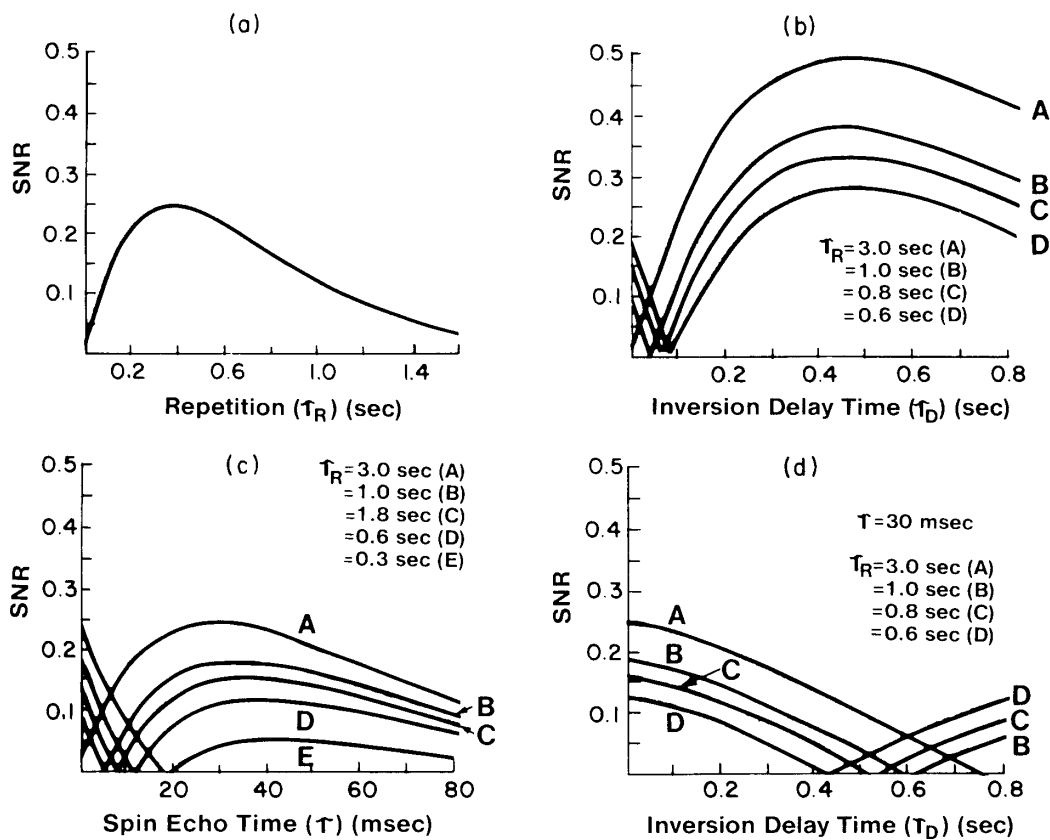 (a)
SNR
0.5
0.4
0.3
0.2
0.1
0.2
0.6
1.0
1.4
Repetition (τR) (sec)
(b)
SNR
0.5
0.4
0.3
0.2
0.1
A
B
C
D
τR=3.0 sec (A)
=1.0 sec (B)
=0.8 sec (C)
=0.6 sec (D)
0
0.2
0.4
0.6
0.8
Inversion Delay Time (τD) (sec)
(c)
SNR
0.5
0.4
0.3
0.2
0.1
τR=3.0 sec (A)
=1.0 sec (B)
=1.8 sec (C)
=0.6 sec (D)
=0.3 sec (E)
A
B
C
D
E
0
20
40
60
80
Spin Echo Time (τ) (msec)
(d)
SNR
0.5
0.4
0.3
0.2
0.1
τ=30 msec
τR=3.0 sec (A)
=1.0 sec (B)
=0.8 sec (C)
=0.6 sec (D)
A
B
C
D
D
C
B
0
0.2
0.4
0.6
0.8
Inversion Delay Time (τD) (sec)